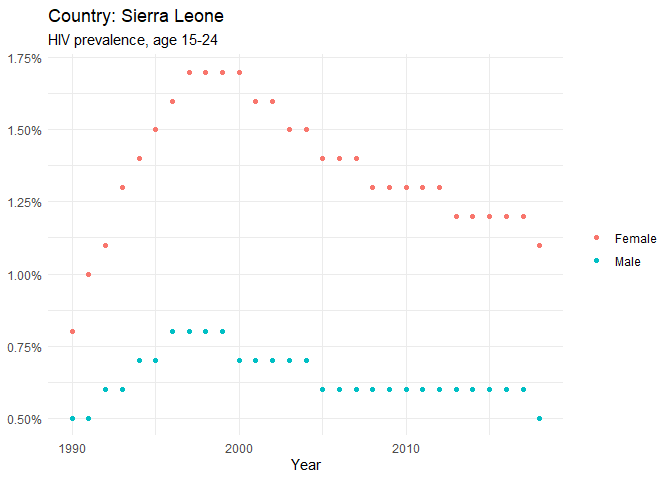 Country: Sierra Leone
HIV prevalence, age 15-24
1.75%
1.50%
1.25%
1.00%
0.75%
0.50%
1990 2000 2010
Year
Female
Male